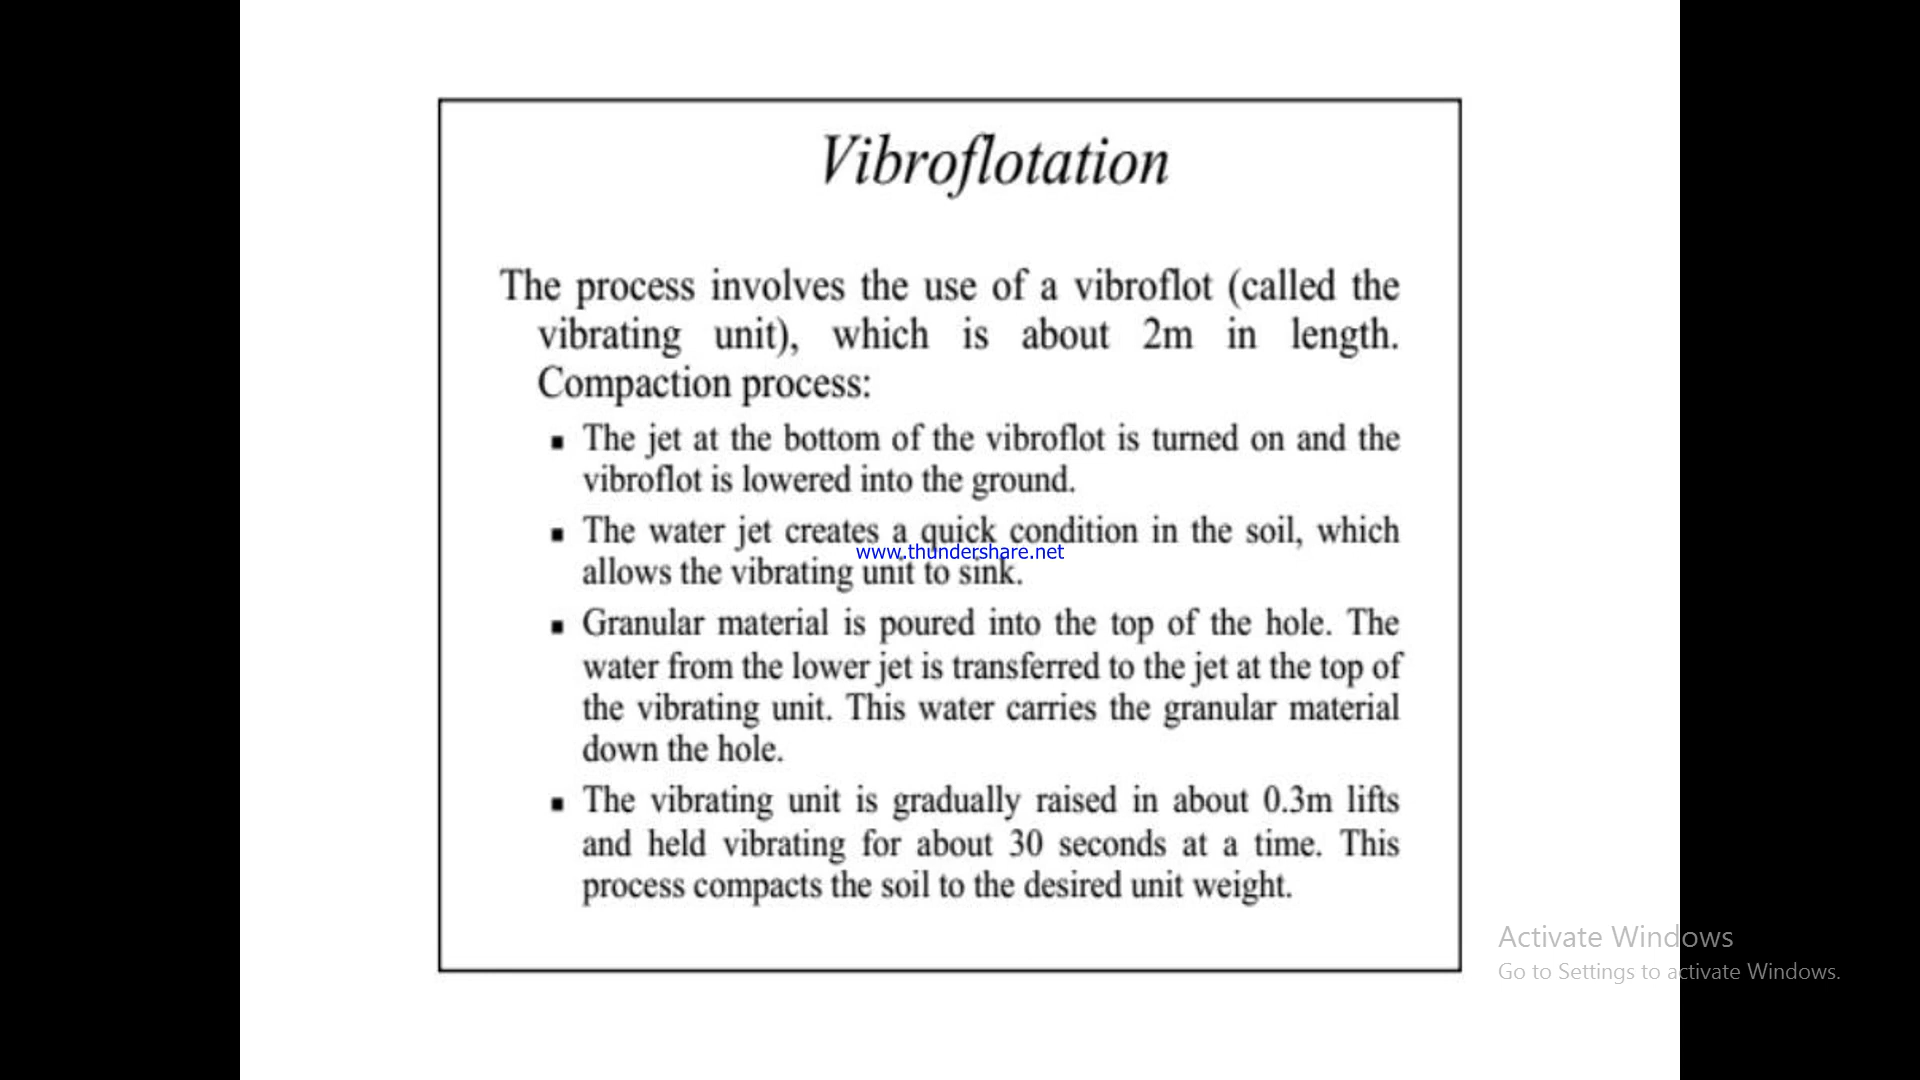 Vibroflotation
The process involves the use of a vibroflot (called the
vibrating unit), which is about 2m in length.
Compaction process:
▪ The jet at the bottom of the vibroflot is turned on and the
vibroflot is lowered into the ground.
▪ The water jet creates a quick condition in the soil, which
www.thundershare.net
allows the vibrating unit to sink.
▪ Granular material is poured into the top of the hole. The
water from the lower jet is transferred to the jet at the top of
the vibrating unit. This water carries the granular material
down the hole.
▪ The vibrating unit is gradually raised in about 0.3m lifts
and held vibrating for about 30 seconds at a time. This
process compacts the soil to the desired unit weight.
Activate Windows
Go to Settings to activate Windows.